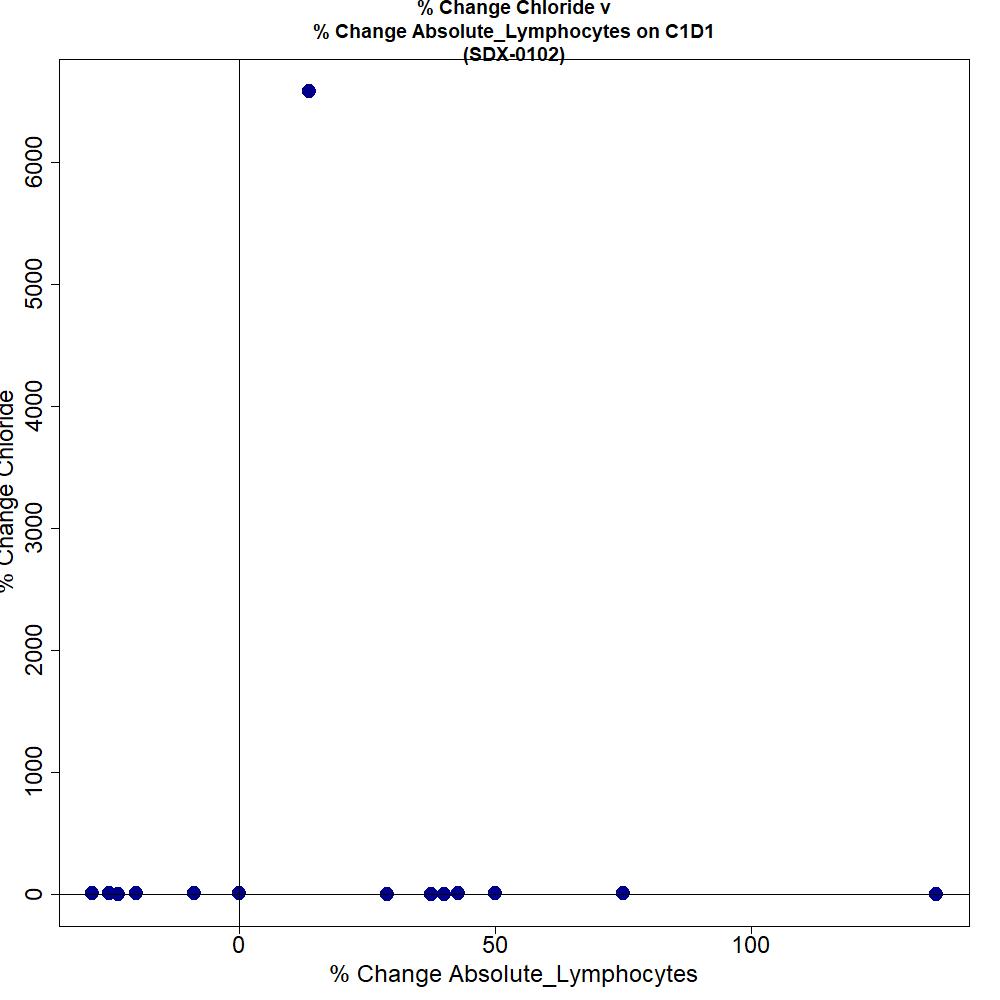 % Change Chloride v
% Change Absolute_Lymphocytes on C1D1
(SDX-0102)
% Change Chloride
6000
5000
4000
3000
2000
1000
0
0
50
100
% Change Absolute_Lymphocytes